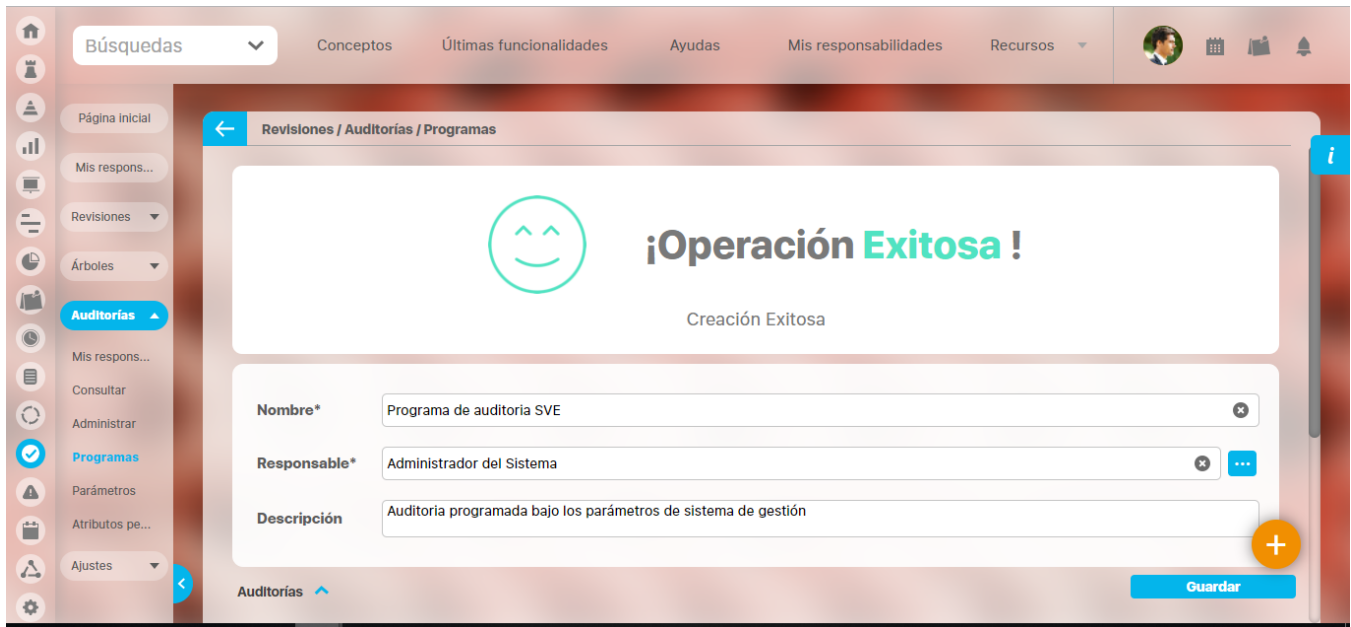 Búsquedas
Conceptos
Últimas funcionalidades
Ayudas
Mis responsabilidades
Recursos
Página inicial
Mis respons...
Revisiones
Árboles
Auditorías
Mis respons...
Consultar
Administrar
Programas
Parámetros
Atributos pe...
Ajustes
Revisiones / Auditorías / Programas
i
¡Operación Exitosa !
Creación Exitosa
Nombre* Programa de auditoria SVE
Responsable* Administrador del Sistema
Descripción Auditoria programada bajo los parámetros de sistema de gestión
Auditorías
Guardar